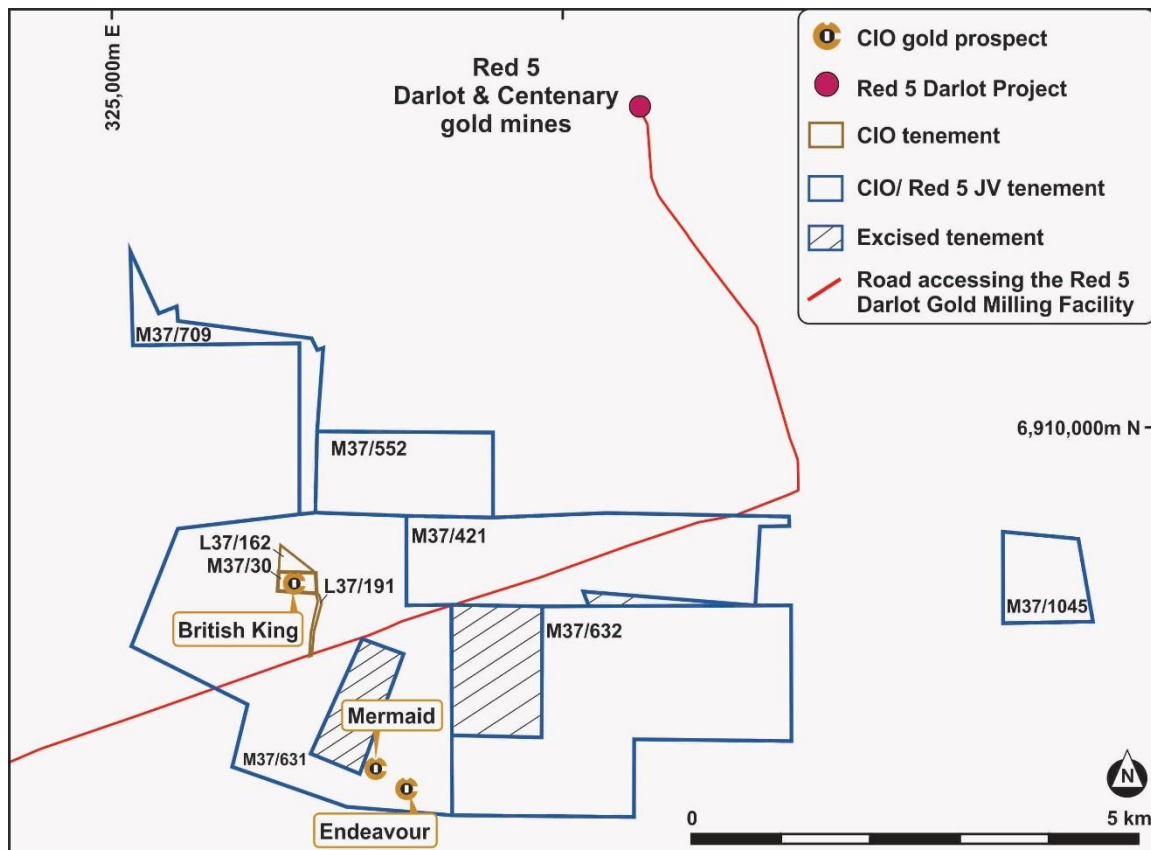 325,000m E
Red 5
Darlot & Centenary
gold mines
CIO gold prospect
Red 5 Darlot Project
CIO tenement
CIO/ Red 5 JV tenement
Excised tenement
Road accessing the Red 5
Darlot Gold Milling Facility
M37/709
6,910,000m N
M37/552
M37/421
L37/162
M37/30
L37/191
M37/1045
British King
M37/632
Mermaid
M37/631
Endeavour
N
0
5 km